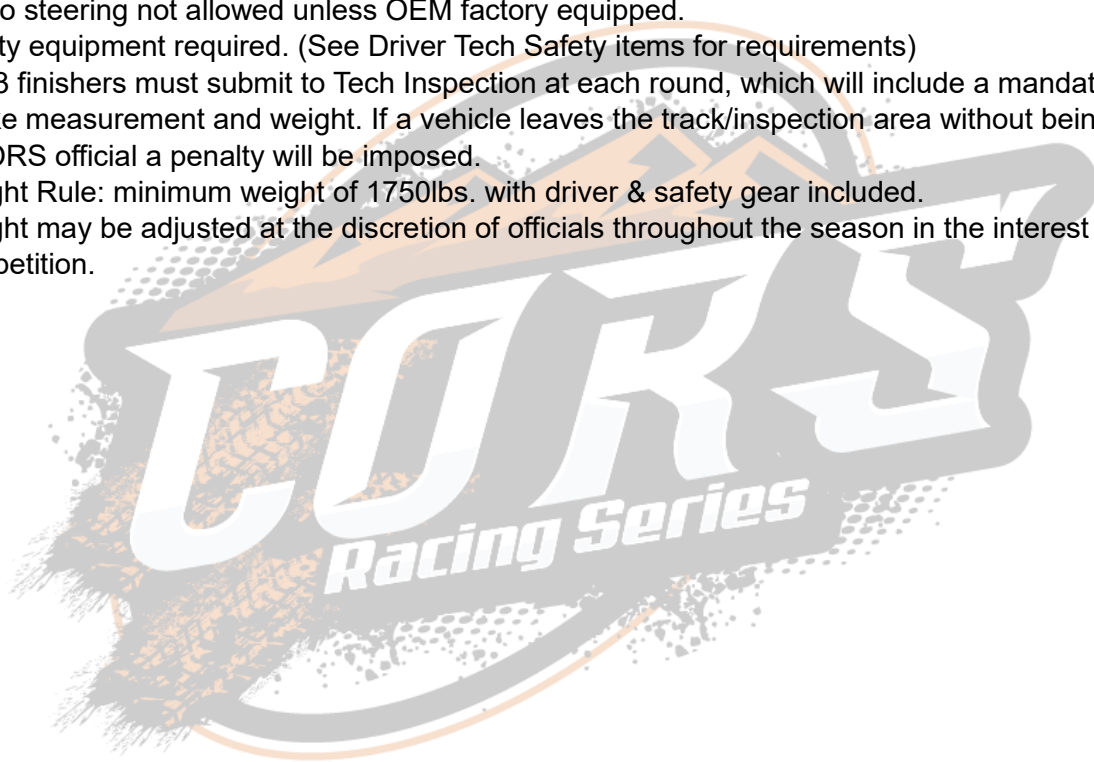 o steering not allowed unless OEM factory equipped.
ty equipment required. (See Driver Tech Safety items for requirements)
3 finishers must submit to Tech Inspection at each round, which will include a mandat
ke measurement and weight. If a vehicle leaves the track/inspection area without bein
ORS official a penalty will be imposed.
ght Rule: minimum weight of 1750lbs. with driver & safety gear included.
ght may be adjusted at the discretion of officials throughout the season in the interest
petition.
CORS
Racing Series